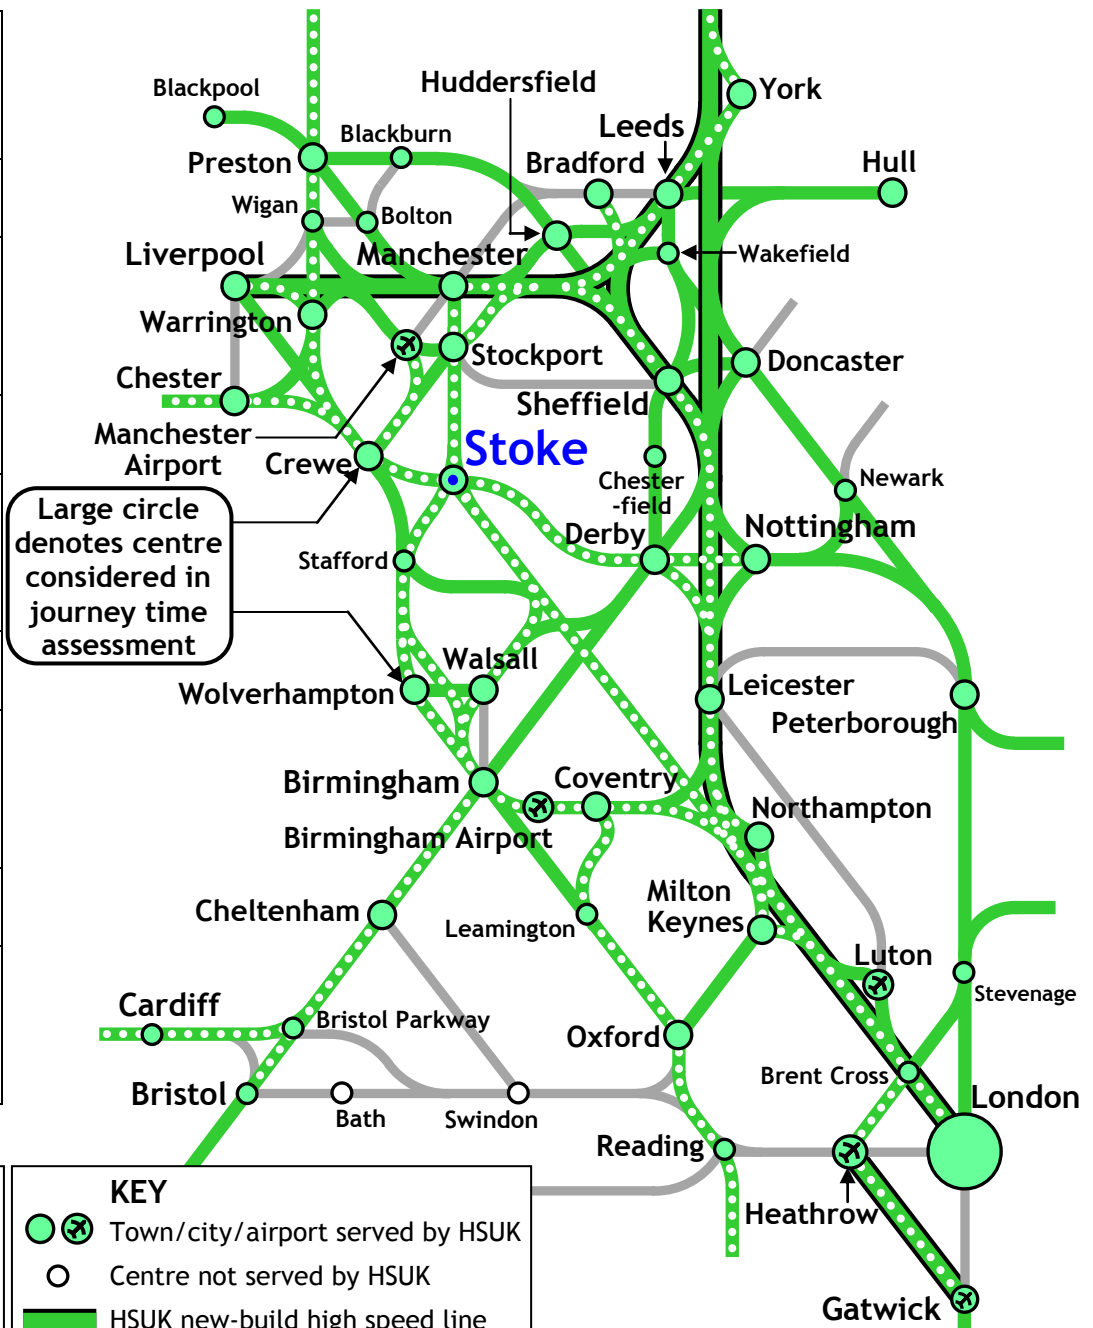 Blackpool
Huddersfield
York
Leeds
Blackburn
Bradford
Hull
Preston
Wigan
Bolton
Liverpool
Manchester
Wakefield
Warrington
Stockport
Doncaster
Chester
Sheffield
Manchester
Airport
Crewe
Stoke
Chester
-field
Newark
Large circle
denotes centre
considered in
journey time
assessment
Derby
Nottingham
Stafford
Walsall
Wolverhampton
Leicester
Peterborough
Birmingham
Coventry
Northampton
Birmingham Airport
Milton
Keynes
Cheltenham
Leamington
Luton
Stevenage
Cardiff
Bristol Parkway
Oxford
Brent Cross
London
Bristol
Bath
Swindon
Reading
Heathrow
Gatwick
KEY
Town/city/airport served by HSUK
Centre not served by HSUK
HSUK new-build high speed line